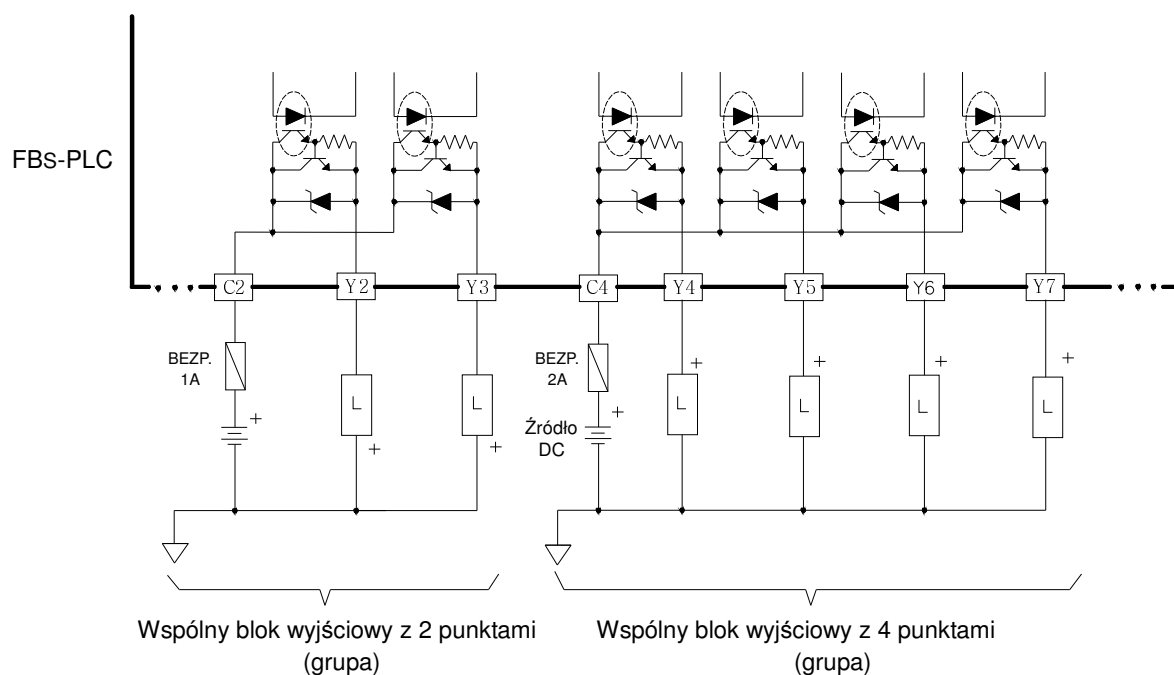 FBS-PLC
C2 Y2 Y3 C4 Y4 Y5 Y6 Y7
BEZP.
1A
+
L
+
L
+
BEZP.
2A
Źródło
DC
+
+
L
+
L
+
L
+
L
Wspólny blok wyjściowy z 2 punktami
(grupa)
Wspólny blok wyjściowy z 4 punktami
(grupa)